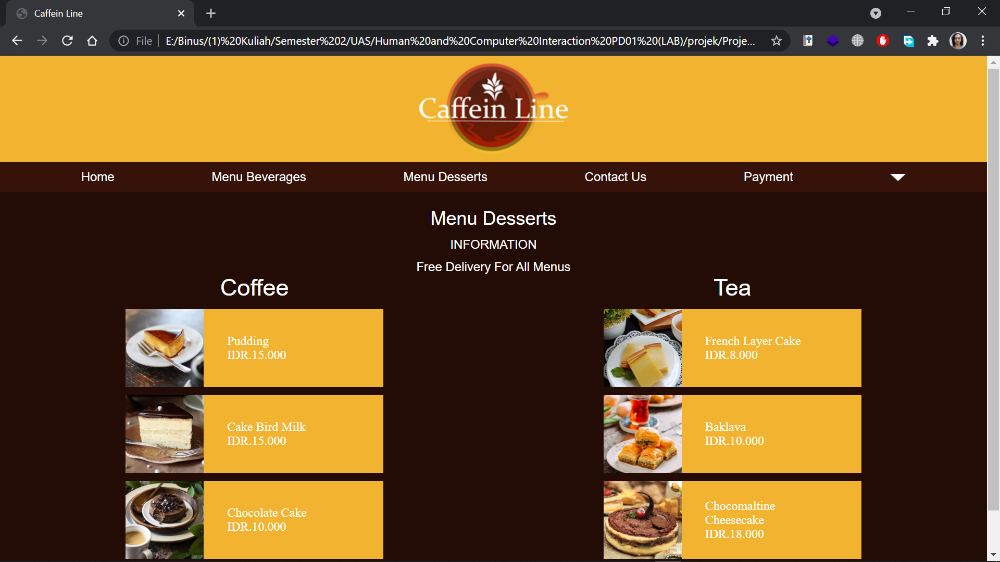 Caffein Line
File
E:/Binus/(1)%20Kuliah/Semester%202/UAS/Human%20and%20Computer%20Interaction%20PD01%20(LAB)/projek/Proje...
Caffein Line
Home
Menu Beverages
Menu Desserts
Contact Us
Payment
Menu Desserts
INFORMATION
Free Delivery For All Menus
Coffee
Pudding
IDR.15.000
Cake Bird Milk
IDR.15.000
Chocolate Cake
IDR.10.000
Tea
French Layer Cake
IDR.8.000
Baklava
IDR.10.000
Chocomaltine
Cheesecake
IDR.18.000